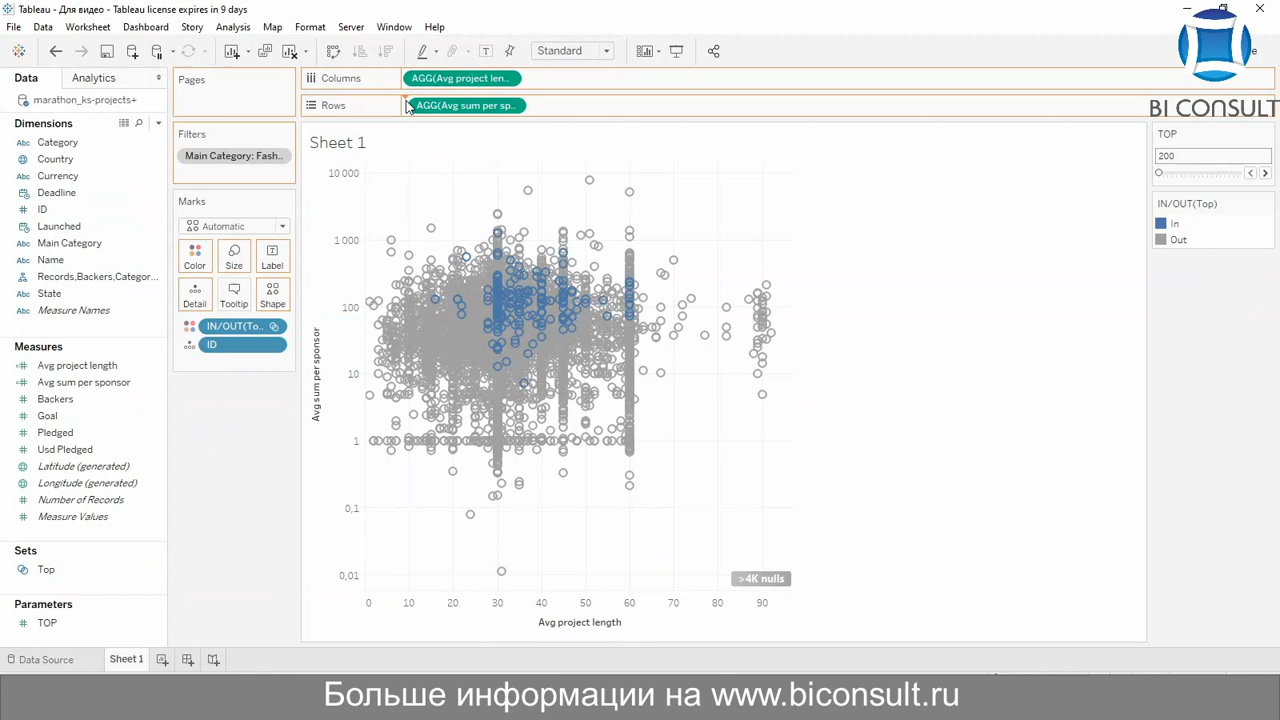 Tableau - Для видео - Tableau license expires in 9 days
File Data Worksheet Dashboard Story Analysis Map Format Server Window Help
Standard
Data Analytics
marathon_ks-projects+
Dimensions
Abc Category
Country
Abc Currency
Deadline
# ID
Launched
Abc Main Category
Abc Name
Records,Backers,Categor...
Abc State
Abc Measure Names
Measures
# Avg project length
# Avg sum per sponsor
# Backers
# Goal
# Pledged
# Usd Pledged
Latitude (generated)
Longitude (generated)
# Number of Records
# Measure Values
Sets
Top
Parameters
# TOP
Pages
Filters
Main Category: Fash..
Marks
Automatic
Color Size Label
Detail Tooltip Shape
IN/OUT(To..
ID
Columns AGG(Avg project len..
Rows AGG(Avg sum per sp..
Sheet 1
10 000
1 000
100
10
1
0,1
0,01
Avg sum per sponsor
>4K nulls
0 10 20 30 40 50 60 70 80 90
Avg project length
BI CONSULT
TOP
200
IN/OUT(Top)
In
Out
Data Source Sheet 1
Больше информации на www.biconsult.ru